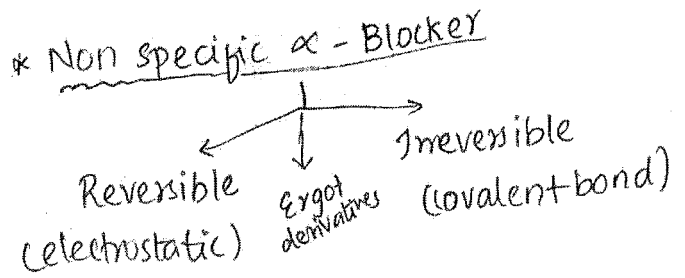 * Non specific α - Blocker
Reversible
(electrostatic)
Ergot
derivatives
Irreversible
(covalent bond)